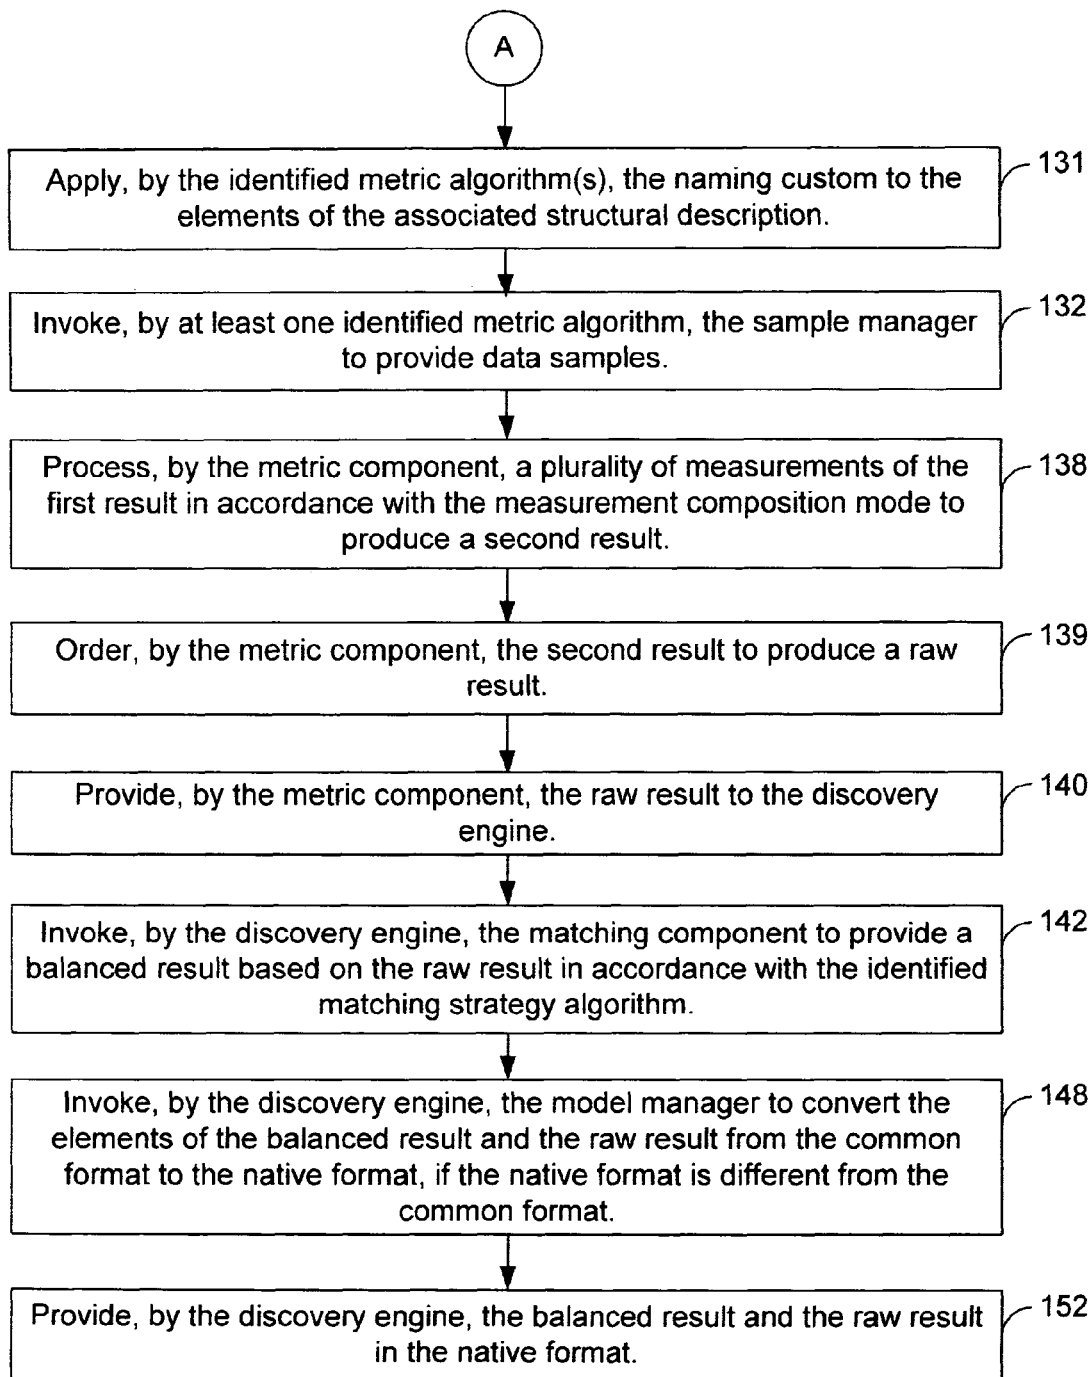 A
Apply, by the identified metric algorithm(s), the naming custom to the
elements of the associated structural description.
131
Invoke, by at least one identified metric algorithm, the sample manager
to provide data samples.
132
Process, by the metric component, a plurality of measurements of the
first result in accordance with the measurement composition mode to
produce a second result.
138
Order, by the metric component, the second result to produce a raw
result.
139
Provide, by the metric component, the raw result to the discovery
engine.
140
Invoke, by the discovery engine, the matching component to provide a
balanced result based on the raw result in accordance with the identified
matching strategy algorithm.
142
Invoke, by the discovery engine, the model manager to convert the
elements of the balanced result and the raw result from the common
format to the native format, if the native format is different from the
common format.
148
Provide, by the discovery engine, the balanced result and the raw result
in the native format.
152